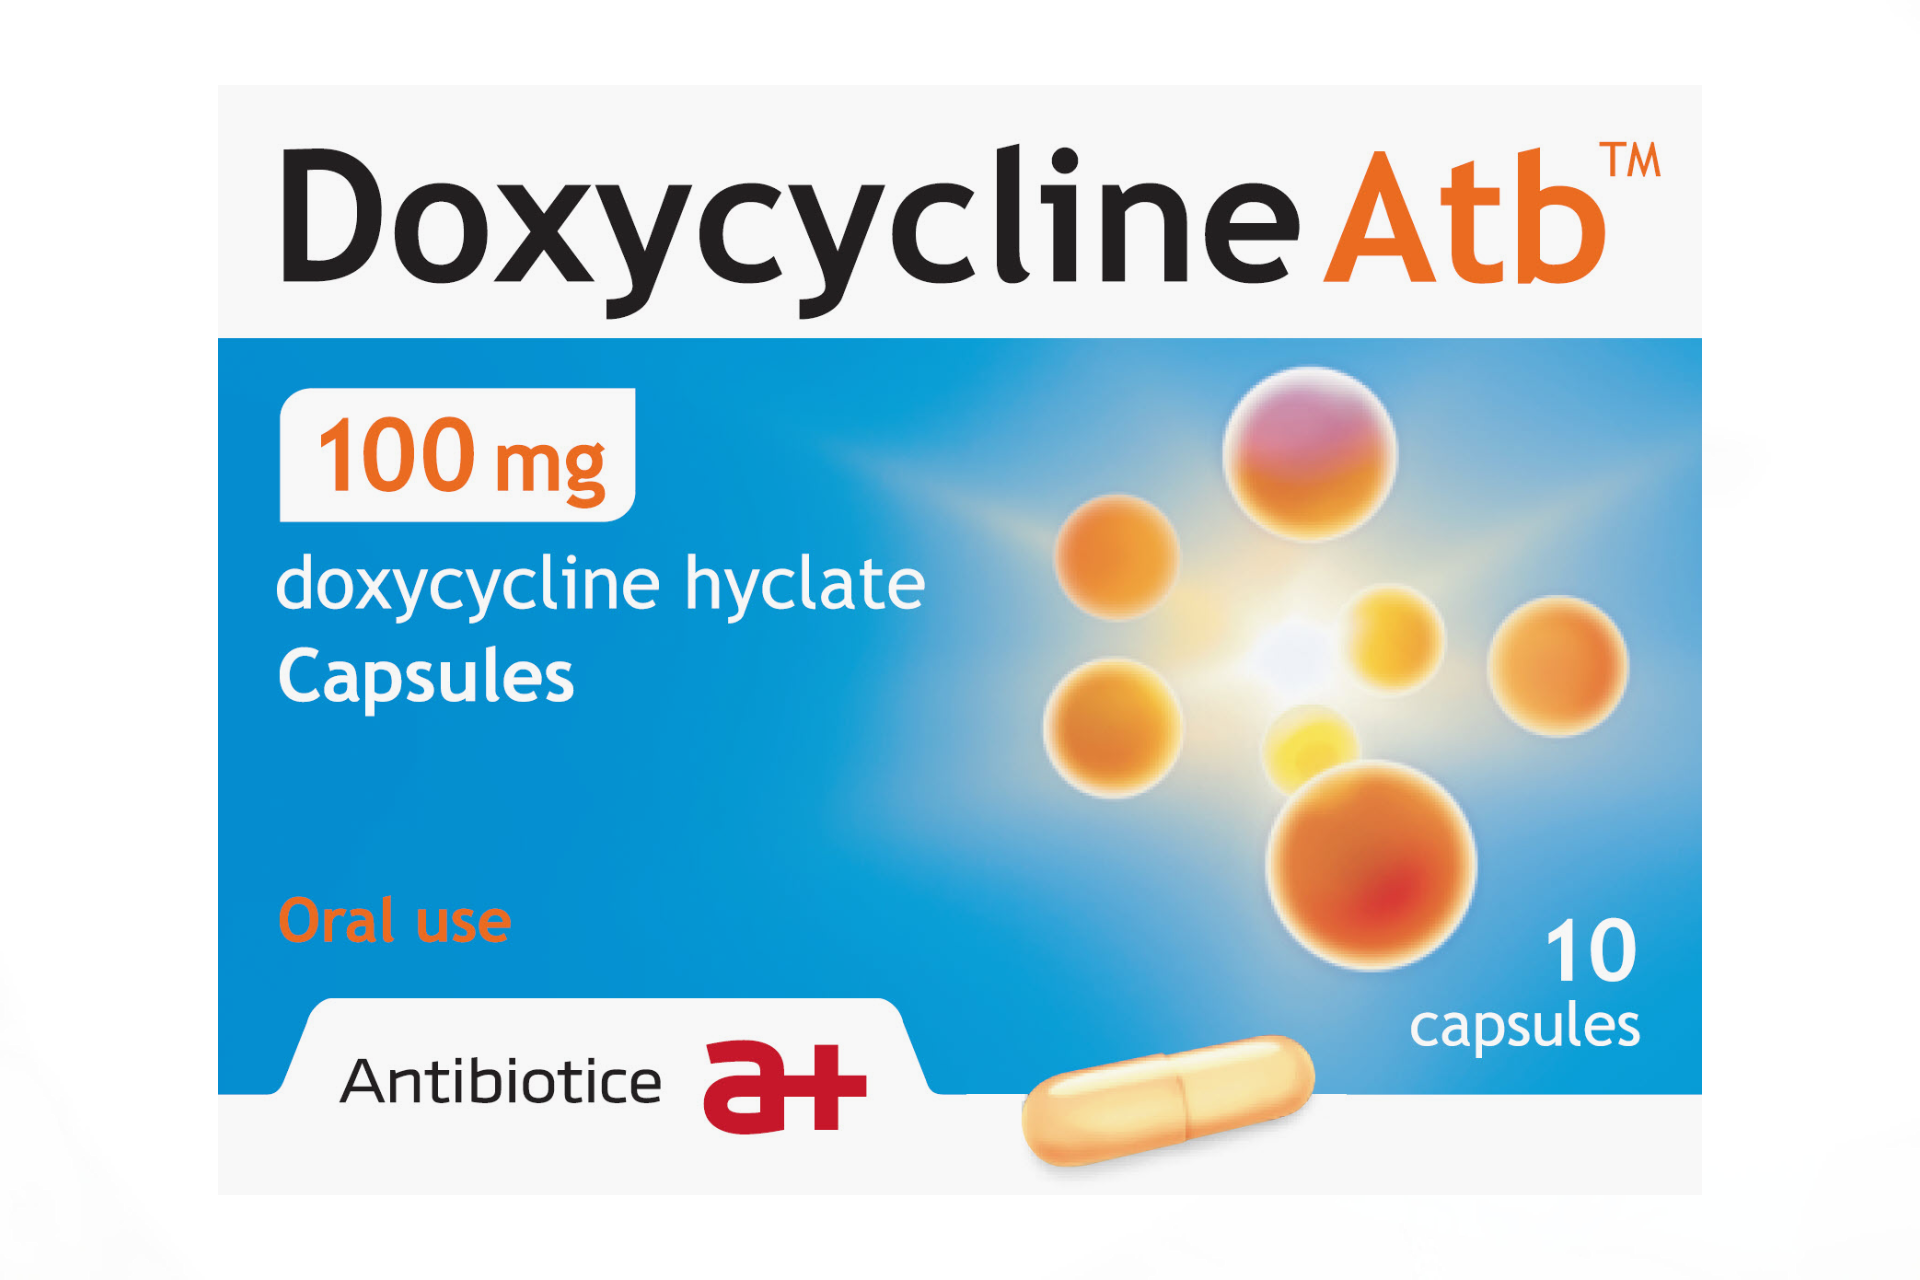 Doxycycline Atb™
100 mg
doxycycline hyclate
Capsules
Oral use
10
capsules
Antibiotice a+